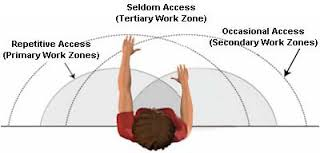 Seldom Access
(Tertiary Work Zone)
Repetitive Access
(Primary Work Zones)
Occasional Access
(Secondary Work Zones)